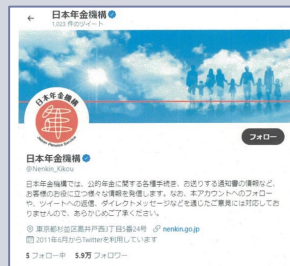 日本年金機構
1,023 件のツイート
日本年金機構
Japan Pension Service
フォロー
日本年金機構
@Nenkin_Kikou
日本年金機構では、公的年金に関する各種手続き、お送りする通知書の情報など、
お客様のお役に立つ様々な情報を発信します。なお、本アカウントへのフォロー
や、ツイートへの返信、ダイレクトメッセージなどを通じたご意見には対応してお
りませんので、あらかじめご了承ください。
東京都杉並区高井戸西3丁目5番24号 nenkin.go.jp
2011年6月からTwitterを利用しています
5 フォロー中 5.9万 フォロワー